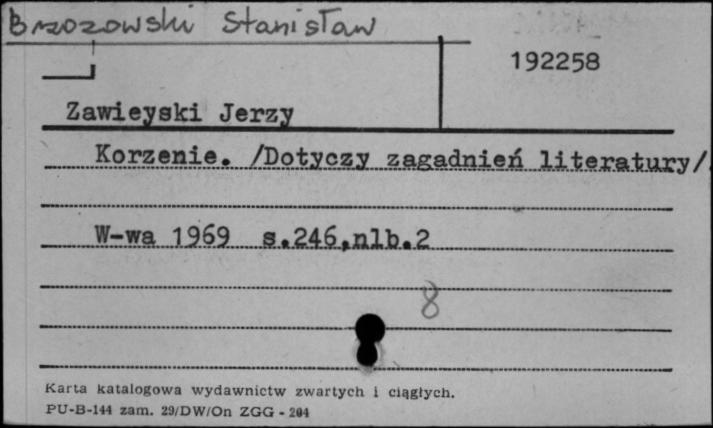 Brzozowski Stanisław
192258
Zawieyski Jerzy
Korzenie. /Dotyczy zagadnień literatury/.
W-wa 1969 s.246,nlb.2
8
Karta katalogowa wydawnictw zwartych i ciągłych.
PU-B-144 zam. 29/DW/On ZGG - 204